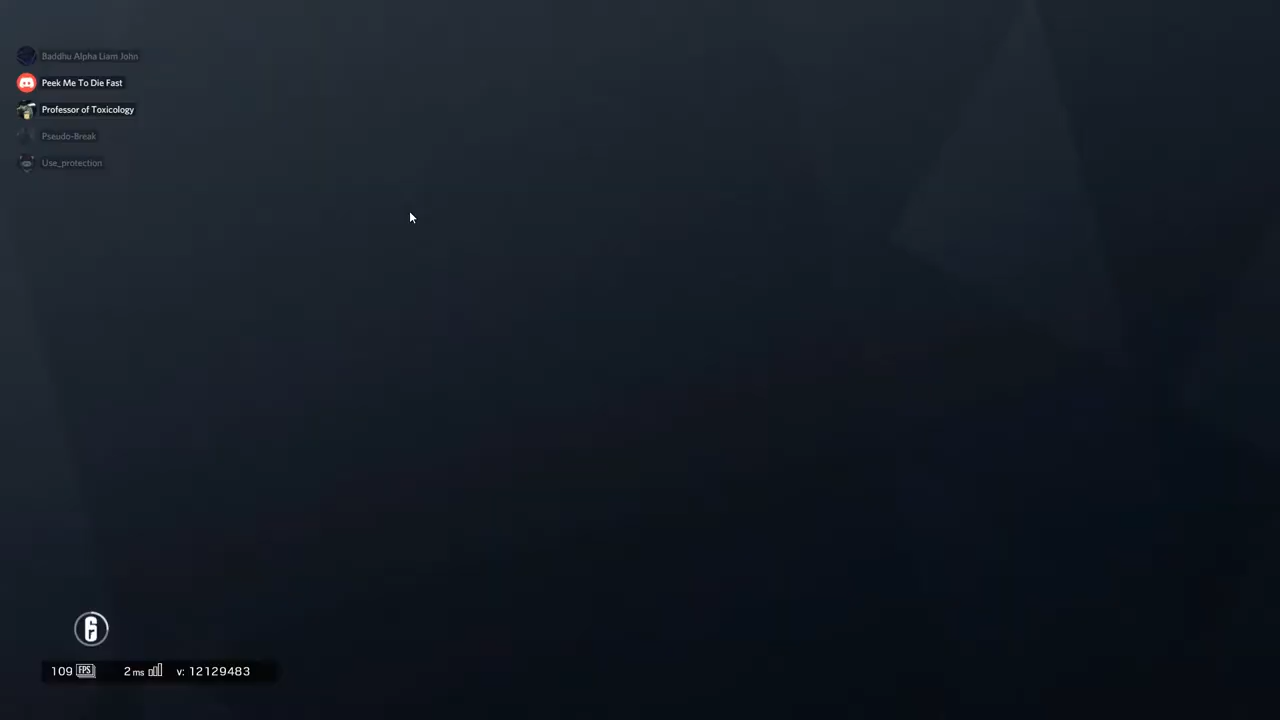 Baddhu Alpha Liam John
Peek Me To Die Fast
Professor of Toxicology
Pseudo-Break
Use_protection
6
109 FPS 2 ms v: 12129483